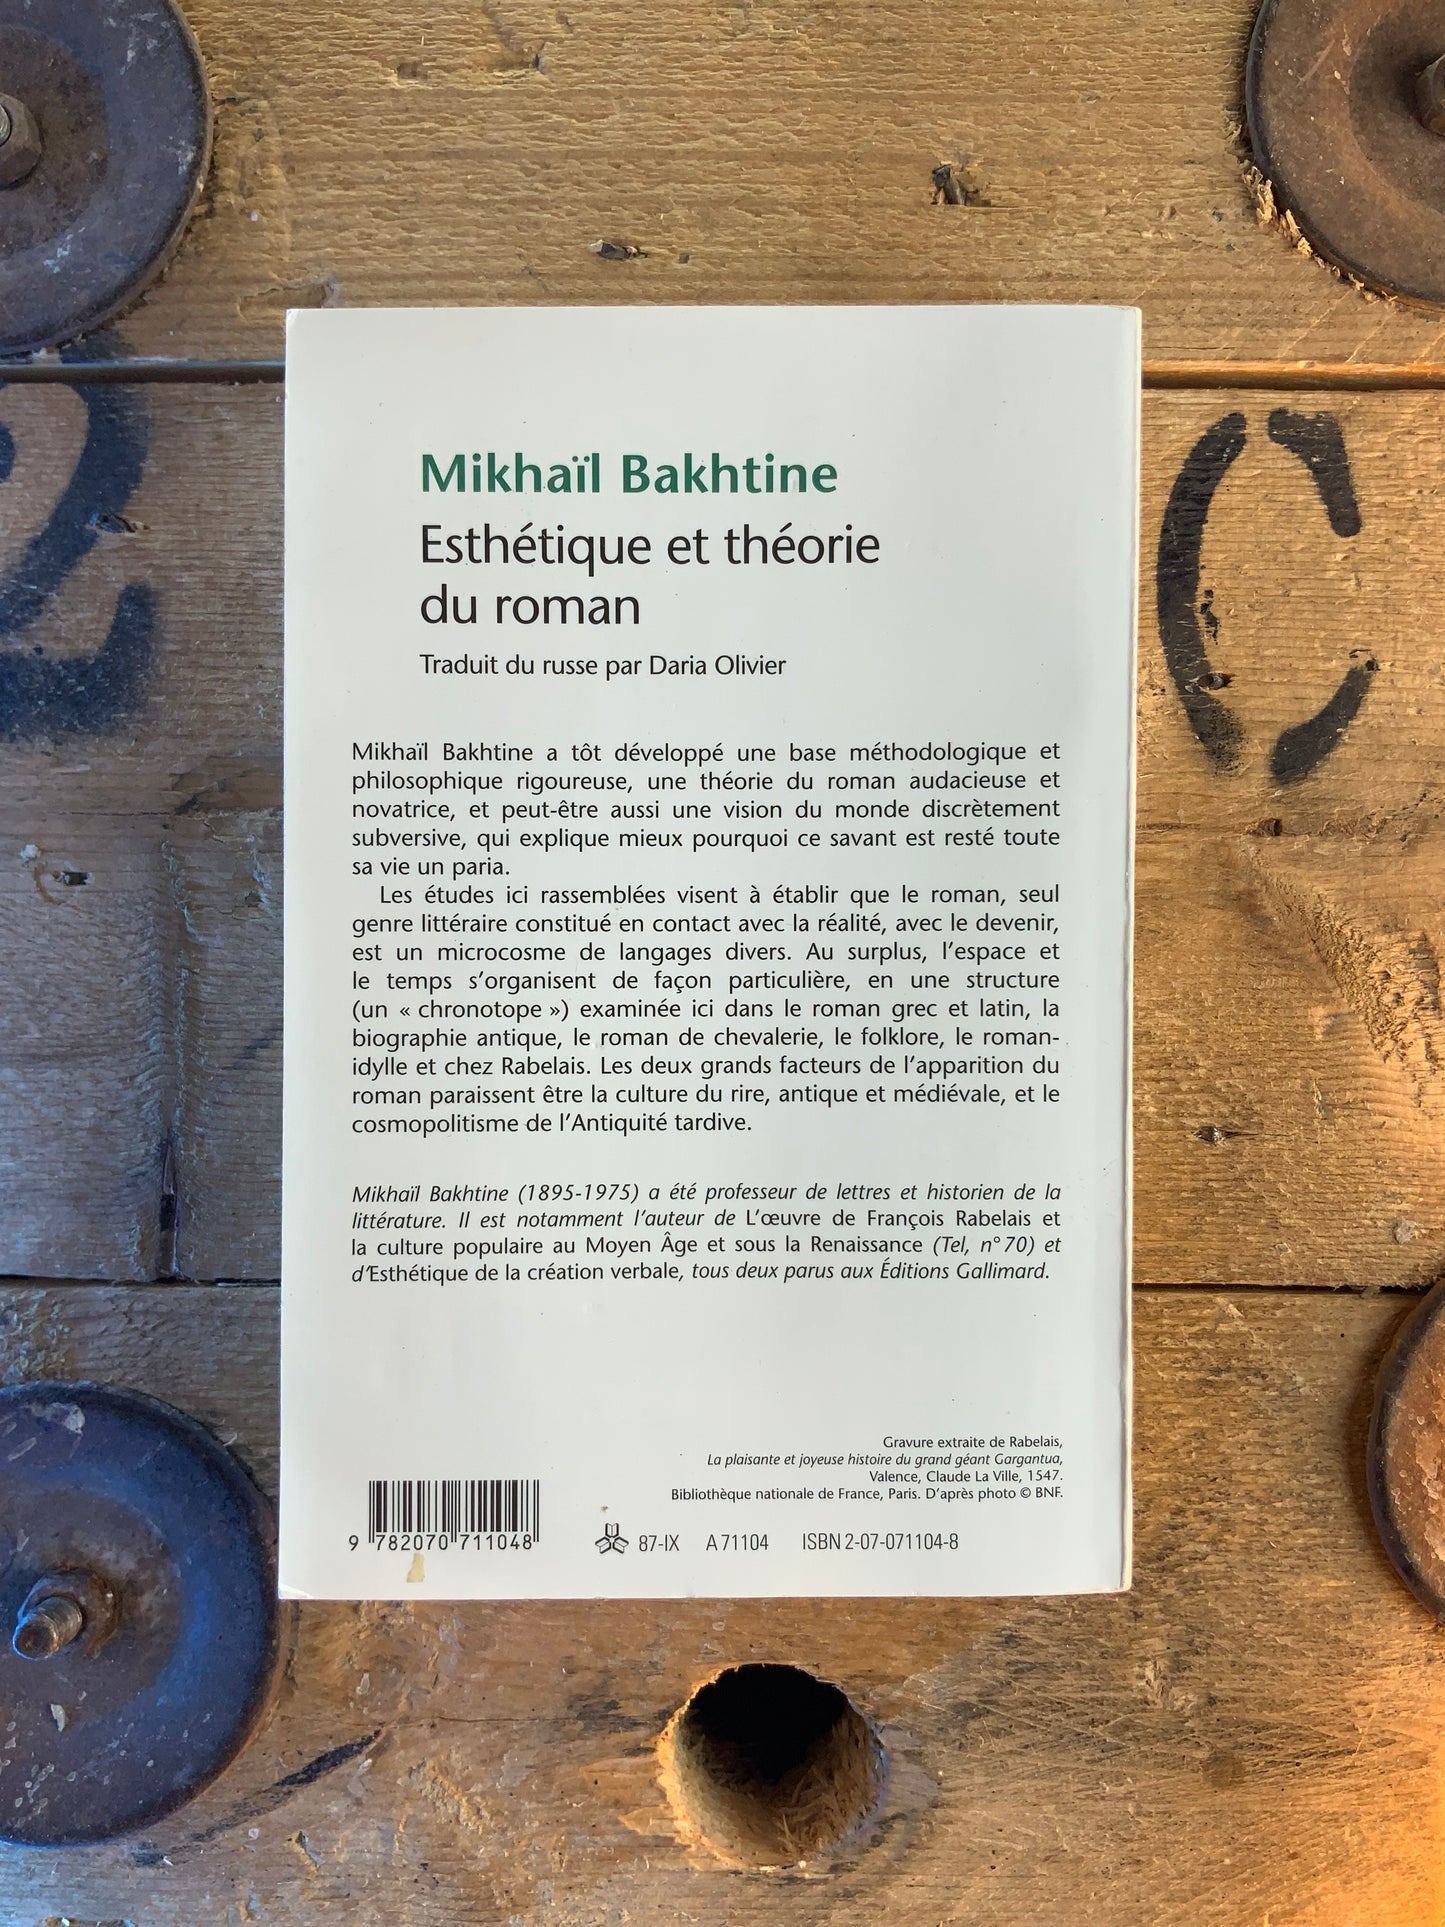 Mikhaïl Bakhtine
Esthétique et théorie
du roman
Traduit du russe par Daria Olivier
Mikhaïl Bakhtine a tôt développé une base méthodologique et
philosophique rigoureuse, une théorie du roman audacieuse et
novatrice, et peut-être aussi une vision du monde discrètement
subversive, qui explique mieux pourquoi ce savant est resté toute
sa vie un paria.
Les études ici rassemblées visent à établir que le roman, seul
genre littéraire constitué en contact avec la réalité, avec le devenir,
est un microcosme de langages divers. Au surplus, l'espace et
le temps s'organisent de façon particulière, en une structure
(un « chronotope ») examinée ici dans le roman grec et latin, la
biographie antique, le roman de chevalerie, le folklore, le roman-
idylle et chez Rabelais. Les deux grands facteurs de l'apparition du
roman paraissent être la culture du rire, antique et médiévale, et le
cosmopolitisme de l'Antiquité tardive.
Mikhaïl Bakhtine (1895-1975) a été professeur de lettres et historien de la
littérature. Il est notamment l'auteur de L'œuvre de François Rabelais et
la culture populaire au Moyen Âge et sous la Renaissance (Tel, n° 70) et
d'Esthétique de la création verbale, tous deux parus aux Éditions Gallimard.
Gravure extraite de Rabelais,
La plaisante et joyeuse histoire du grand géant Gargantua,
Valence, Claude La Ville, 1547.
Bibliothèque nationale de France, Paris. D'après photo © BNF.
9 782070 711048
87-IX A 71104 ISBN 2-07-071104-8
2
C